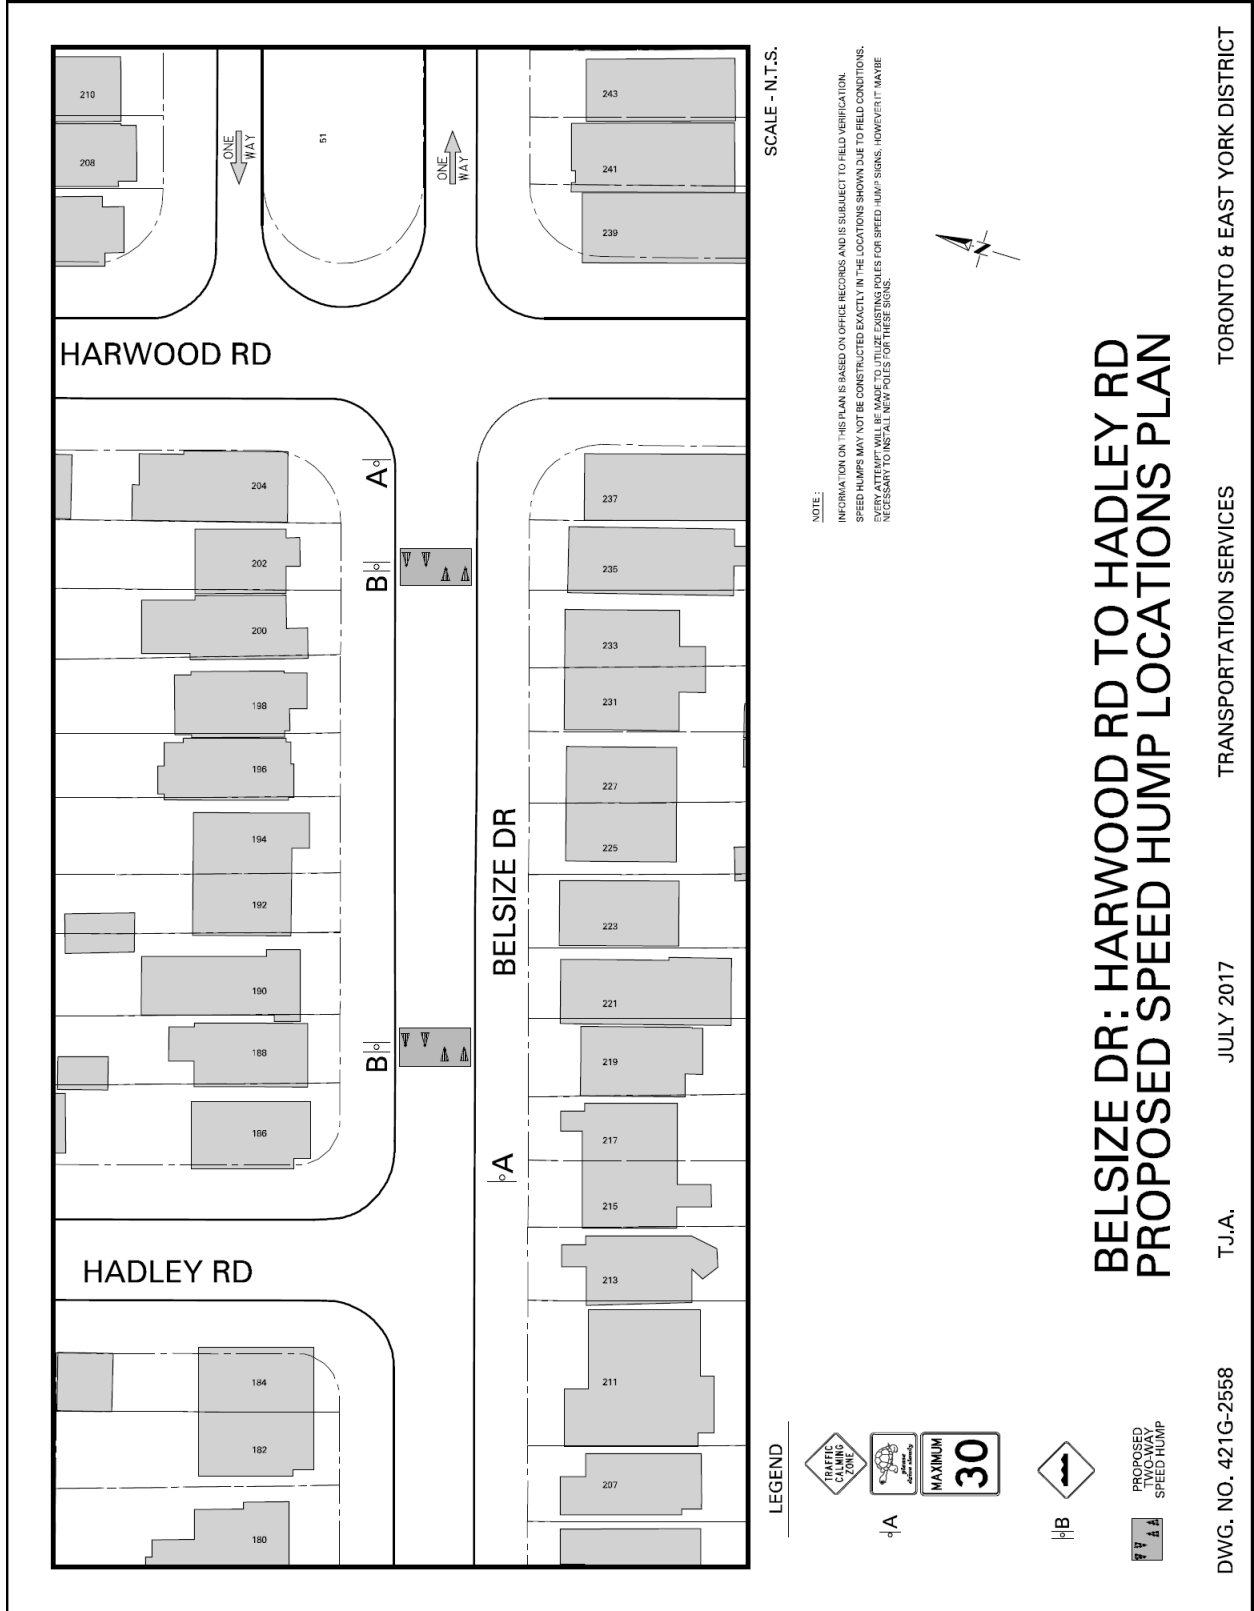 210
208
ONE
WAY
51
ONE
WAY
243
241
239
HARWOOD RD
204
202
200
198
196
194
192
190
188
186
A
B
B
A
BELSIZE DR
237
235
233
231
227
225
223
221
219
217
215
213
211
207
HADLEY RD
184
182
180
SCALE - N.T.S.
NOTE :
INFORMATION ON THIS PLAN IS BASED ON OFFICE RECORDS AND IS SUBJUECT TO FIELD VERIFICATION.
SPEED HUMPS MAY NOT BE CONSTRUCTED EXACTLY IN THE LOCATIONS SHOWN DUE TO FIELD CONDITIONS.
EVERY ATTEMPT WILL BE MADE TO UTILIZE EXISTING POLES FOR SPEED HUMP SIGNS, HOWEVER IT MAYBE
NECESSARY TO INSTALL NEW POLES FOR THESE SIGNS.
N
LEGEND
A
TRAFFIC
CALMING
ZONE
please
drive slowly
MAXIMUM
30
B
PROPOSED
TWO-WAY
SPEED HUMP
BELSIZE DR: HARWOOD RD TO HADLEY RD
PROPOSED SPEED HUMP LOCATIONS PLAN
DWG. NO. 421G-2558
T.J.A.
JULY 2017
TRANSPORTATION SERVICES
TORONTO & EAST YORK DISTRICT